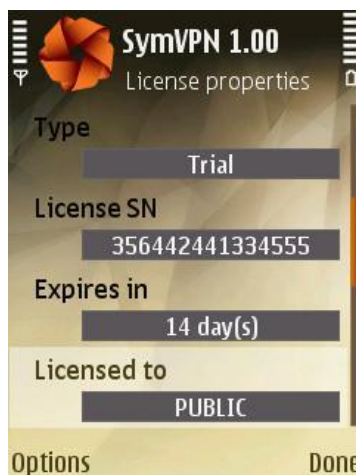 SymVPN 1.00
License properties
Type
Trial
License SN
356442441334555
Expires in
14 day(s)
Licensed to
PUBLIC
Options Done